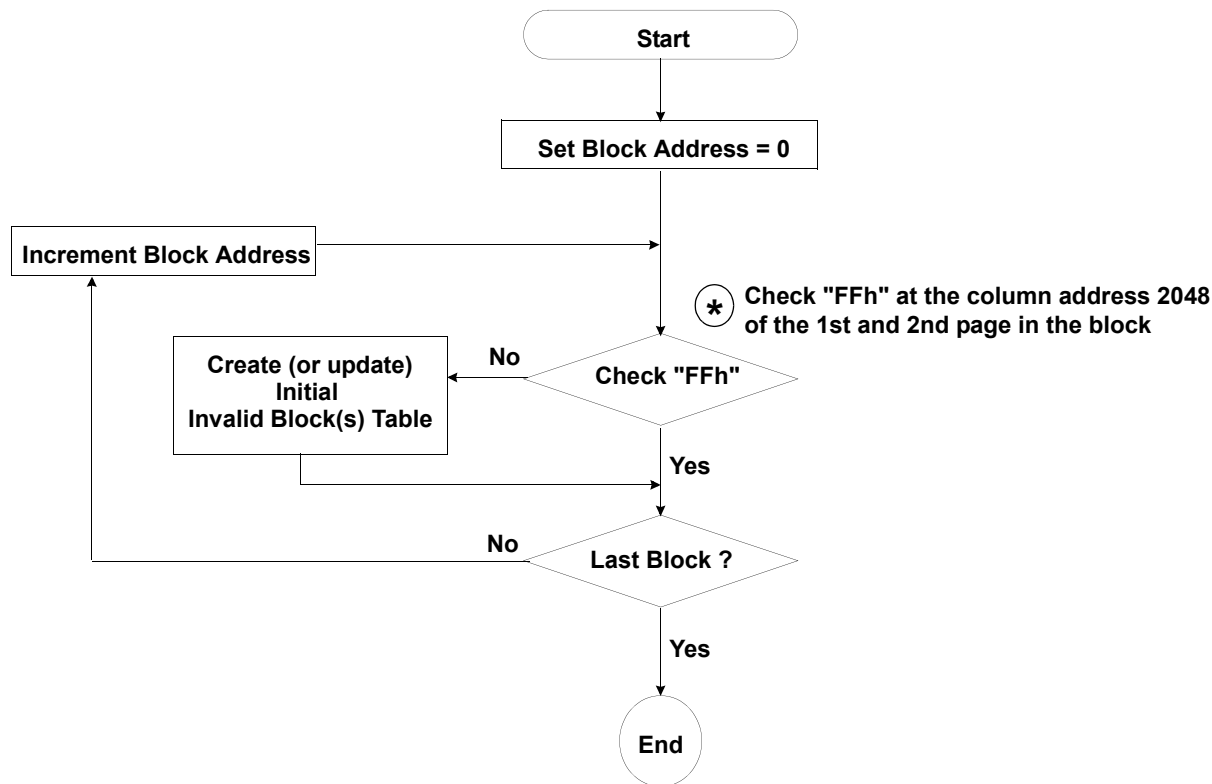 Start
Set Block Address = 0
Increment Block Address
* Check "FFh" at the column address 2048
of the 1st and 2nd page in the block
No
Create (or update)
Initial
Invalid Block(s) Table
Check "FFh"
Yes
No
Last Block ?
Yes
End